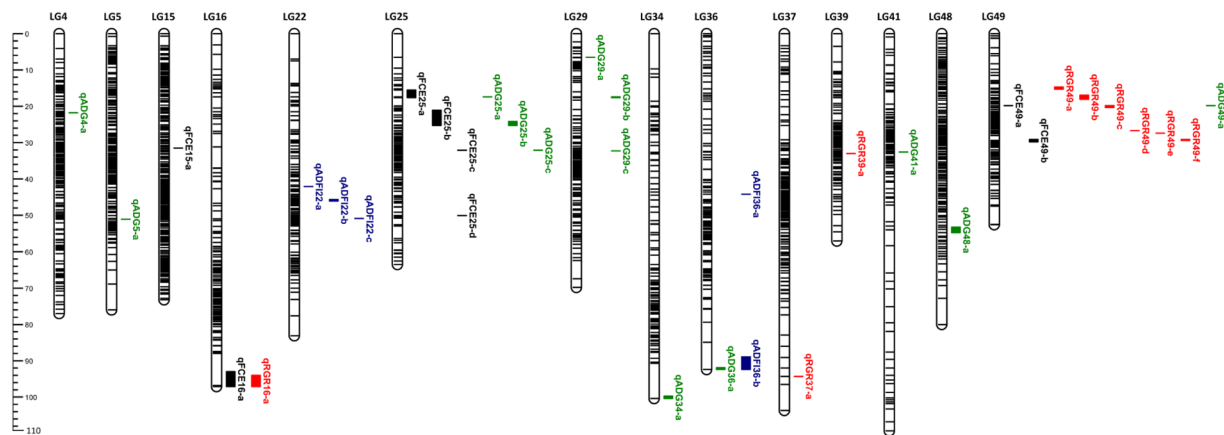 LG4 LG5 LG15 LG16 LG22 LG25 LG29 LG34 LG36 LG37 LG39 LG41 LG48 LG49
0
10
20
30
40
50
60
70
80
90
100
110
qADG4-a
qADG5-a
qFCE15-a
qFCE16-a
qRGR16-a
qADFI22-a
qADFI22-b
qADFI22-c
qFCE25-a
qFCE25-b
qFCE25-c
qFCE25-d
qADG25-a
qADG25-b
qADG25-c
qADG29-a
qADG29-b
qADG29-c
qADG34-a
qADG36-a
qADFI36-a
qADFI36-b
qRGR37-a
qRGR39-a
qADG41-a
qADG48-a
qFCE49-a
qFCE49-b
qRGR49-a
qRGR49-b
qRGR49-c
qRGR49-d
qRGR49-e
qRGR49-f
qADG49-a